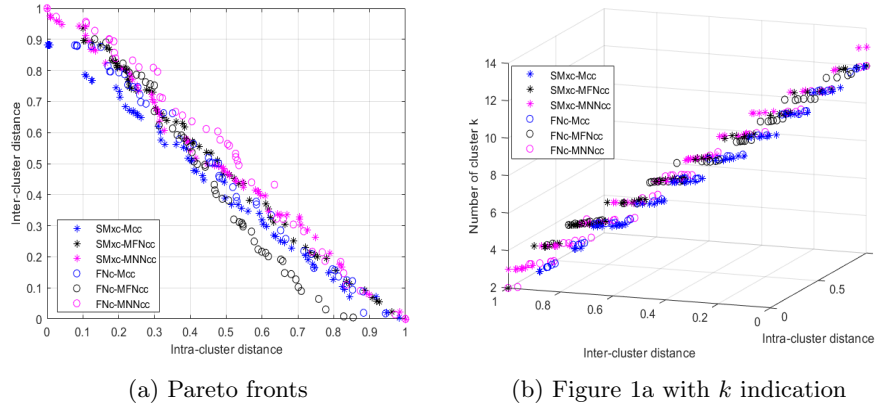 1
0.9
0.8
0.7
0.6
0.5
0.4
0.3
0.2
0.1
0
Inter-cluster distance
SMxc-Mcc
SMxc-MFNcc
SMxc-MNNcc
FNc-Mcc
FNc-MFNcc
FNc-MNNcc
0 0.1 0.2 0.3 0.4 0.5 0.6 0.7 0.8 0.9 1
Intra-cluster distance
(a) Pareto fronts
14
12
10
8
6
4
2
Number of cluster k
SMxc-Mcc
SMxc-MFNcc
SMxc-MNNcc
FNc-Mcc
FNc-MFNcc
FNc-MNNcc
1 0.8 0.6 0.4 0.2 0
Inter-cluster distance
0 0.5 1
Intra-cluster distance
(b) Figure 1a with k indication